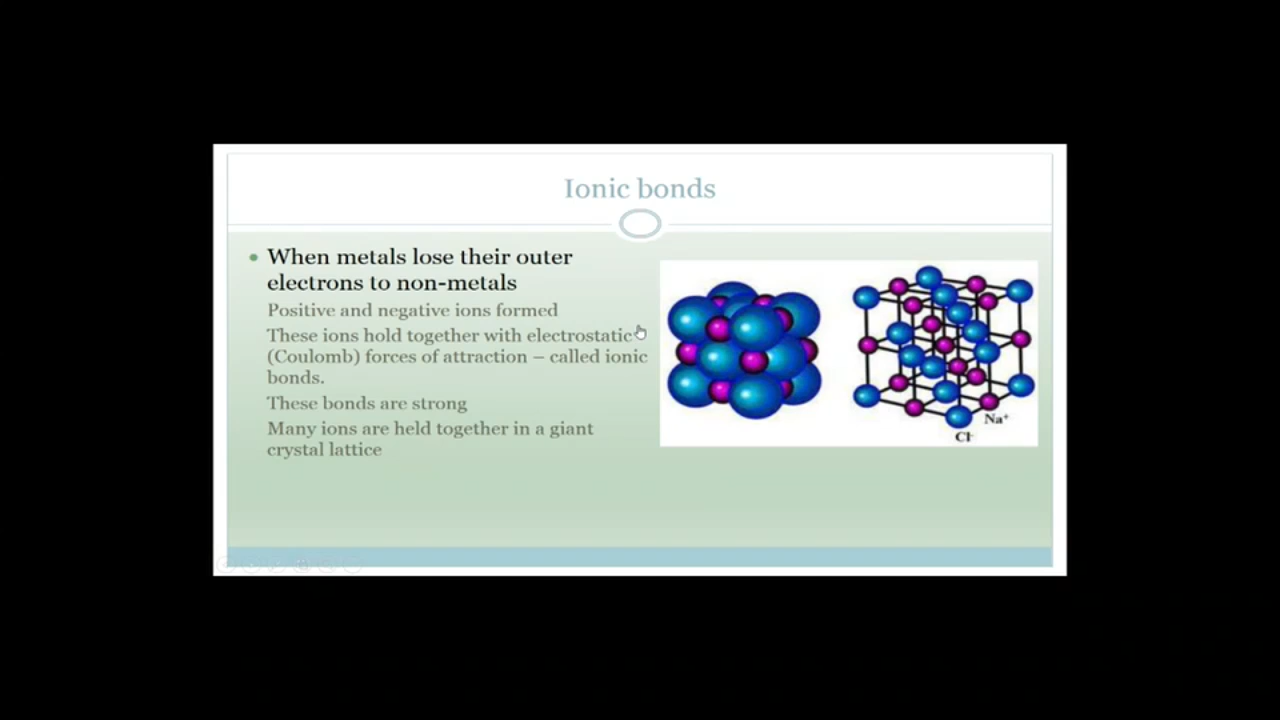 Ionic bonds
When metals lose their outer
electrons to non-metals
Positive and negative ions formed
These ions hold together with electrostatic
(Coulomb) forces of attraction – called ionic
bonds.
These bonds are strong
Many ions are held together in a giant
crystal lattice
Na⁺
Cl⁻